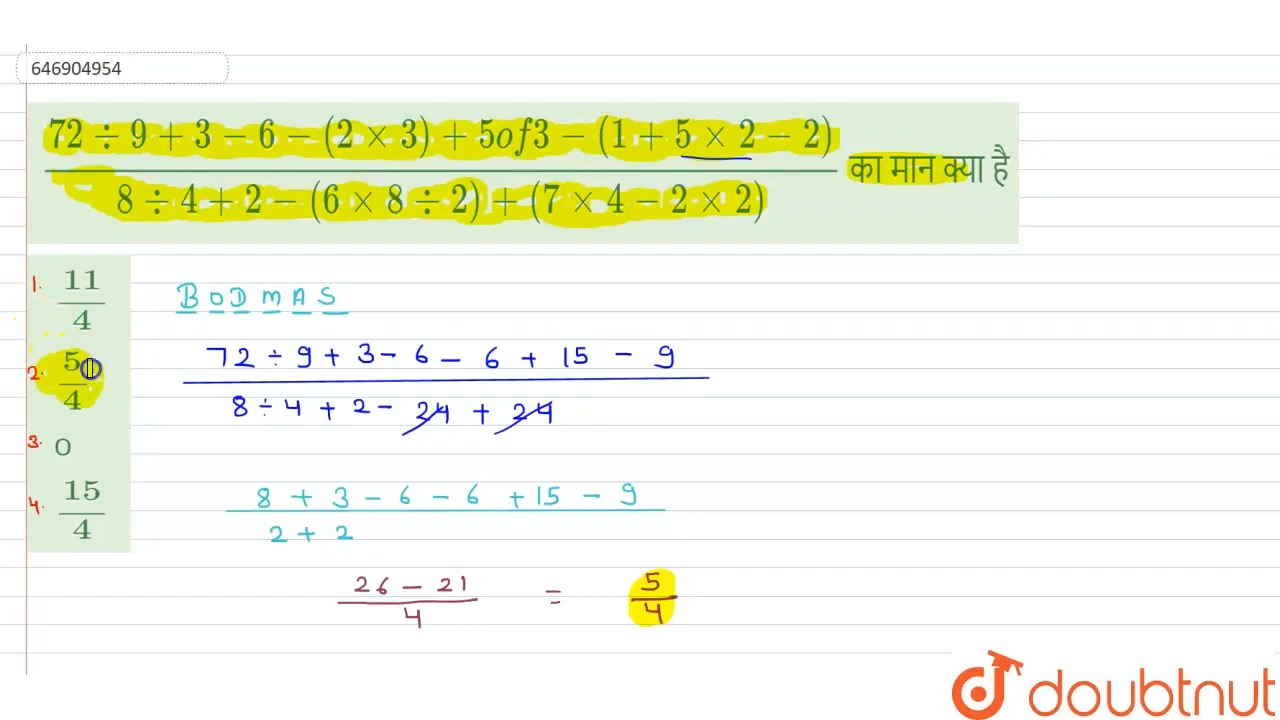 646904954
72 ÷ 9 + 3 − 6 − (2 × 3) + 5of3 − (1 + 5 × 2 − 2)
8 ÷ 4 + 2 − (6 × 8 ÷ 2) + (7 × 4 − 2 × 2)
का मान क्या है
1. 11/4
2. 5/4
3. 0
4. 15/4
B O D M A S
72 ÷ 9 + 3 − 6 − 6 + 15 − 9
8 ÷ 4 + 2 − 24 + 24
8 + 3 − 6 − 6 + 15 − 9
2 + 2
26 − 21 = 5
4 4
doubtnut